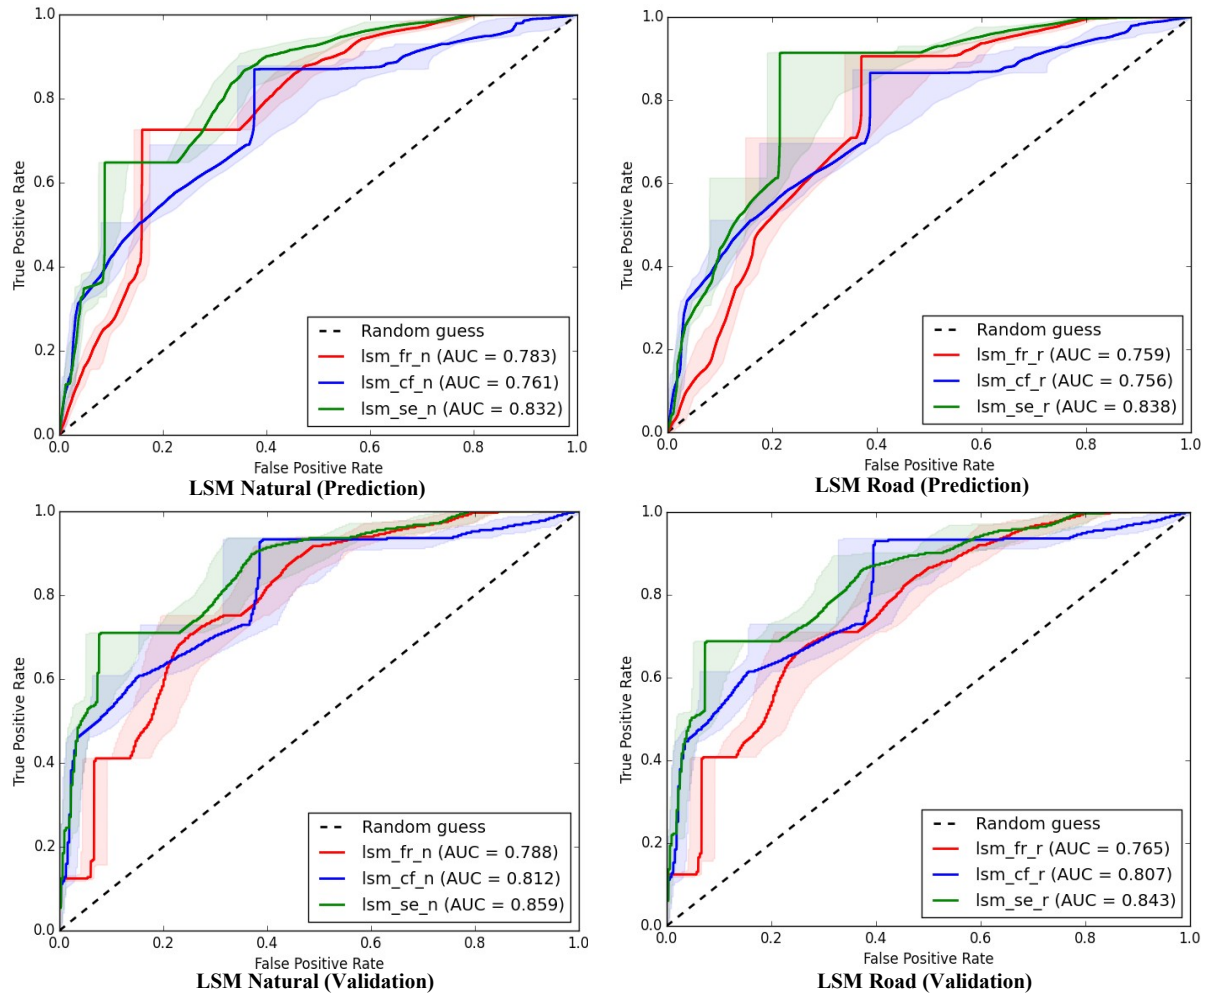 1.0
0.8
0.6
0.4
0.2
0.0
True Positive Rate
Random guess
lsm_fr_n (AUC = 0.783)
lsm_cf_n (AUC = 0.761)
lsm_se_n (AUC = 0.832)
0.0 0.2 0.4 0.6 0.8 1.0
False Positive Rate
LSM Natural (Prediction)
1.0
0.8
0.6
0.4
0.2
0.0
True Positive Rate
Random guess
lsm_fr_r (AUC = 0.759)
lsm_cf_r (AUC = 0.756)
lsm_se_r (AUC = 0.838)
0.0 0.2 0.4 0.6 0.8 1.0
False Positive Rate
LSM Road (Prediction)
1.0
0.8
0.6
0.4
0.2
0.0
True Positive Rate
Random guess
lsm_fr_n (AUC = 0.788)
lsm_cf_n (AUC = 0.812)
lsm_se_n (AUC = 0.859)
0.0 0.2 0.4 0.6 0.8 1.0
False Positive Rate
LSM Natural (Validation)
1.0
0.8
0.6
0.4
0.2
0.0
True Positive Rate
Random guess
lsm_fr_r (AUC = 0.765)
lsm_cf_r (AUC = 0.807)
lsm_se_r (AUC = 0.843)
0.0 0.2 0.4 0.6 0.8 1.0
False Positive Rate
LSM Road (Validation)